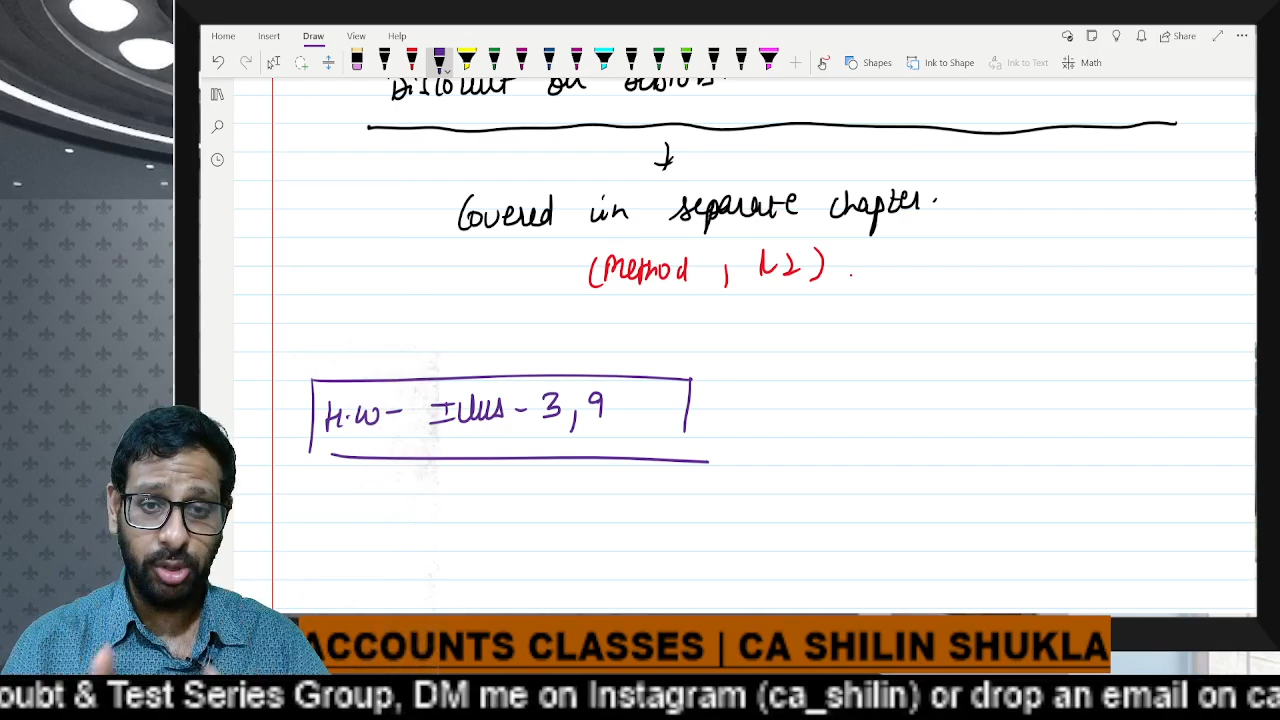 Home Insert Draw View Help
Share
Shapes Ink to Shape Ink to Text Math
Discount on
Covered in separate chapter.
(Method, L2).
H.W- Illus - 3, 9
ACCOUNTS CLASSES | CA SHILIN SHUKLA
oubt & Test Series Group, DM me on Instagram (ca_shilin) or drop an email on ca